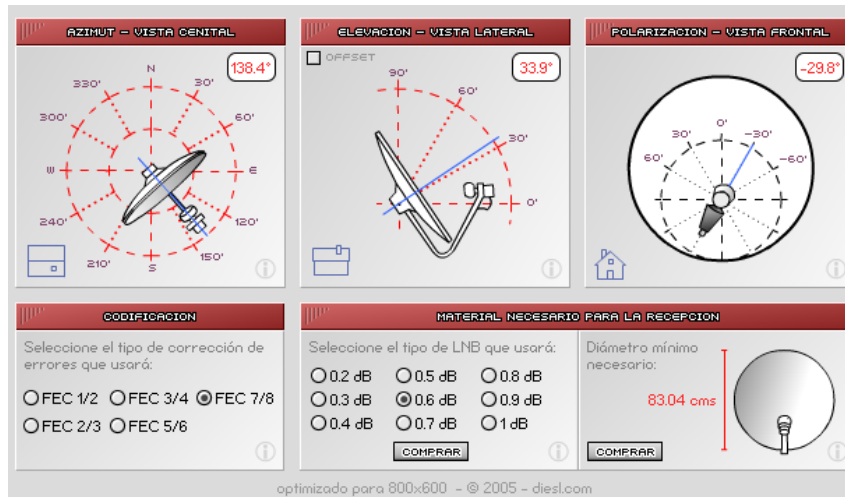 AZIMUT - VISTA CENITAL
138.4°
N
30'
60'
E
120'
150'
S
210'
240'
W
300'
330'
ELEVACION - VISTA LATERAL
OFFSET
33.9°
90'
60'
30'
0'
POLARIZACION - VISTA FRONTAL
-29.8°
60'
30'
0'
-30'
-60'
CODIFICACION
Seleccione el tipo de corrección de
errores que usará:
FEC 1/2 FEC 3/4 FEC 7/8
FEC 2/3 FEC 5/6
MATERIAL NECESARIO PARA LA RECEPCION
Seleccione el tipo de LNB que usará:
0.2 dB 0.5 dB 0.8 dB
0.3 dB 0.6 dB 0.9 dB
0.4 dB 0.7 dB 1 dB
COMPRAR
Diámetro mínimo
necesario:
83.04 cms
COMPRAR
optimizado para 800x600 - © 2005 - diesl.com